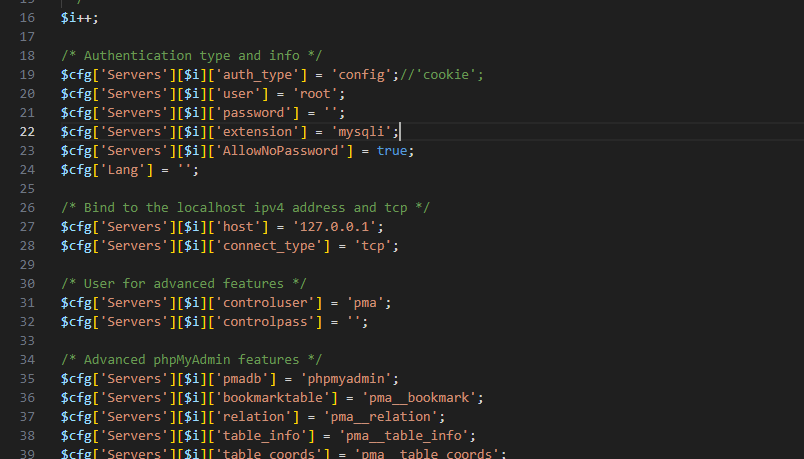 16 $i++;
17
18 /* Authentication type and info */
19 $cfg['Servers'][$i]['auth_type'] = 'config';//'cookie';
20 $cfg['Servers'][$i]['user'] = 'root';
21 $cfg['Servers'][$i]['password'] = '';
22 $cfg['Servers'][$i]['extension'] = 'mysqli';
23 $cfg['Servers'][$i]['AllowNoPassword'] = true;
24 $cfg['Lang'] = '';
25
26 /* Bind to the localhost ipv4 address and tcp */
27 $cfg['Servers'][$i]['host'] = '127.0.0.1';
28 $cfg['Servers'][$i]['connect_type'] = 'tcp';
29
30 /* User for advanced features */
31 $cfg['Servers'][$i]['controluser'] = 'pma';
32 $cfg['Servers'][$i]['controlpass'] = '';
33
34 /* Advanced phpMyAdmin features */
35 $cfg['Servers'][$i]['pmadb'] = 'phpmyadmin';
36 $cfg['Servers'][$i]['bookmarktable'] = 'pma__bookmark';
37 $cfg['Servers'][$i]['relation'] = 'pma__relation';
38 $cfg['Servers'][$i]['table_info'] = 'pma__table_info';
39 $cfg['Servers'][$i]['table_coords'] = 'pma__table_coords';